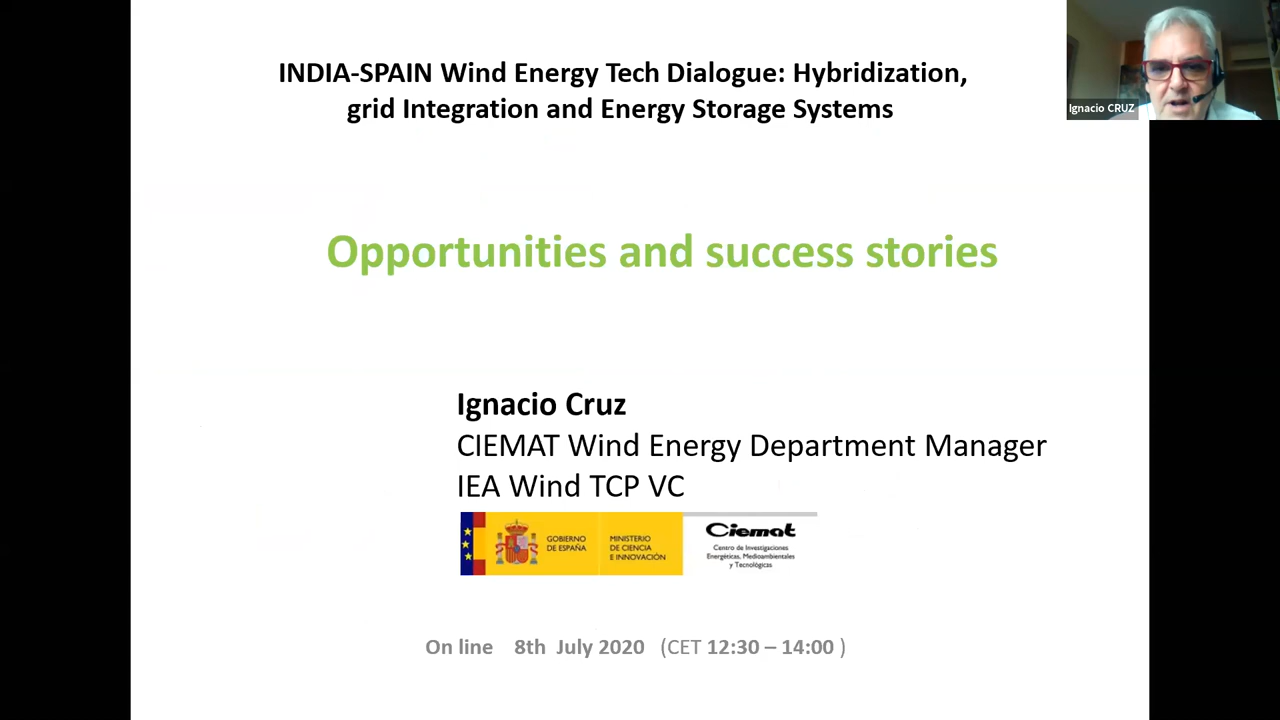 INDIA-SPAIN Wind Energy Tech Dialogue: Hybridization,
grid Integration and Energy Storage Systems
Ignacio CRUZ
Opportunities and success stories
Ignacio Cruz
CIEMAT Wind Energy Department Manager
IEA Wind TCP VC
GOBIERNO
DE ESPAÑA
MINISTERIO
DE CIENCIA
E INNOVACIÓN
Ciemat
Centro de Investigaciones
Energéticas, Medioambientales
y Tecnológicas
On line 8th July 2020 (CET 12:30 – 14:00 )